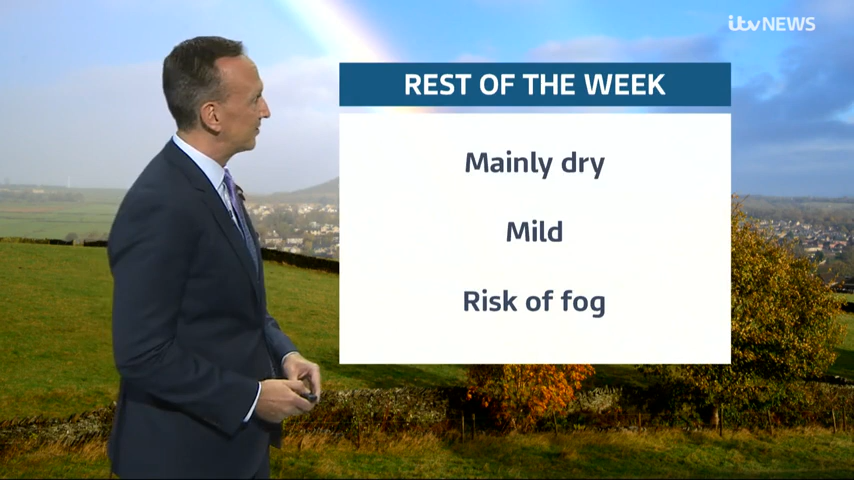 itv NEWS
REST OF THE WEEK
Mainly dry
Mild
Risk of fog